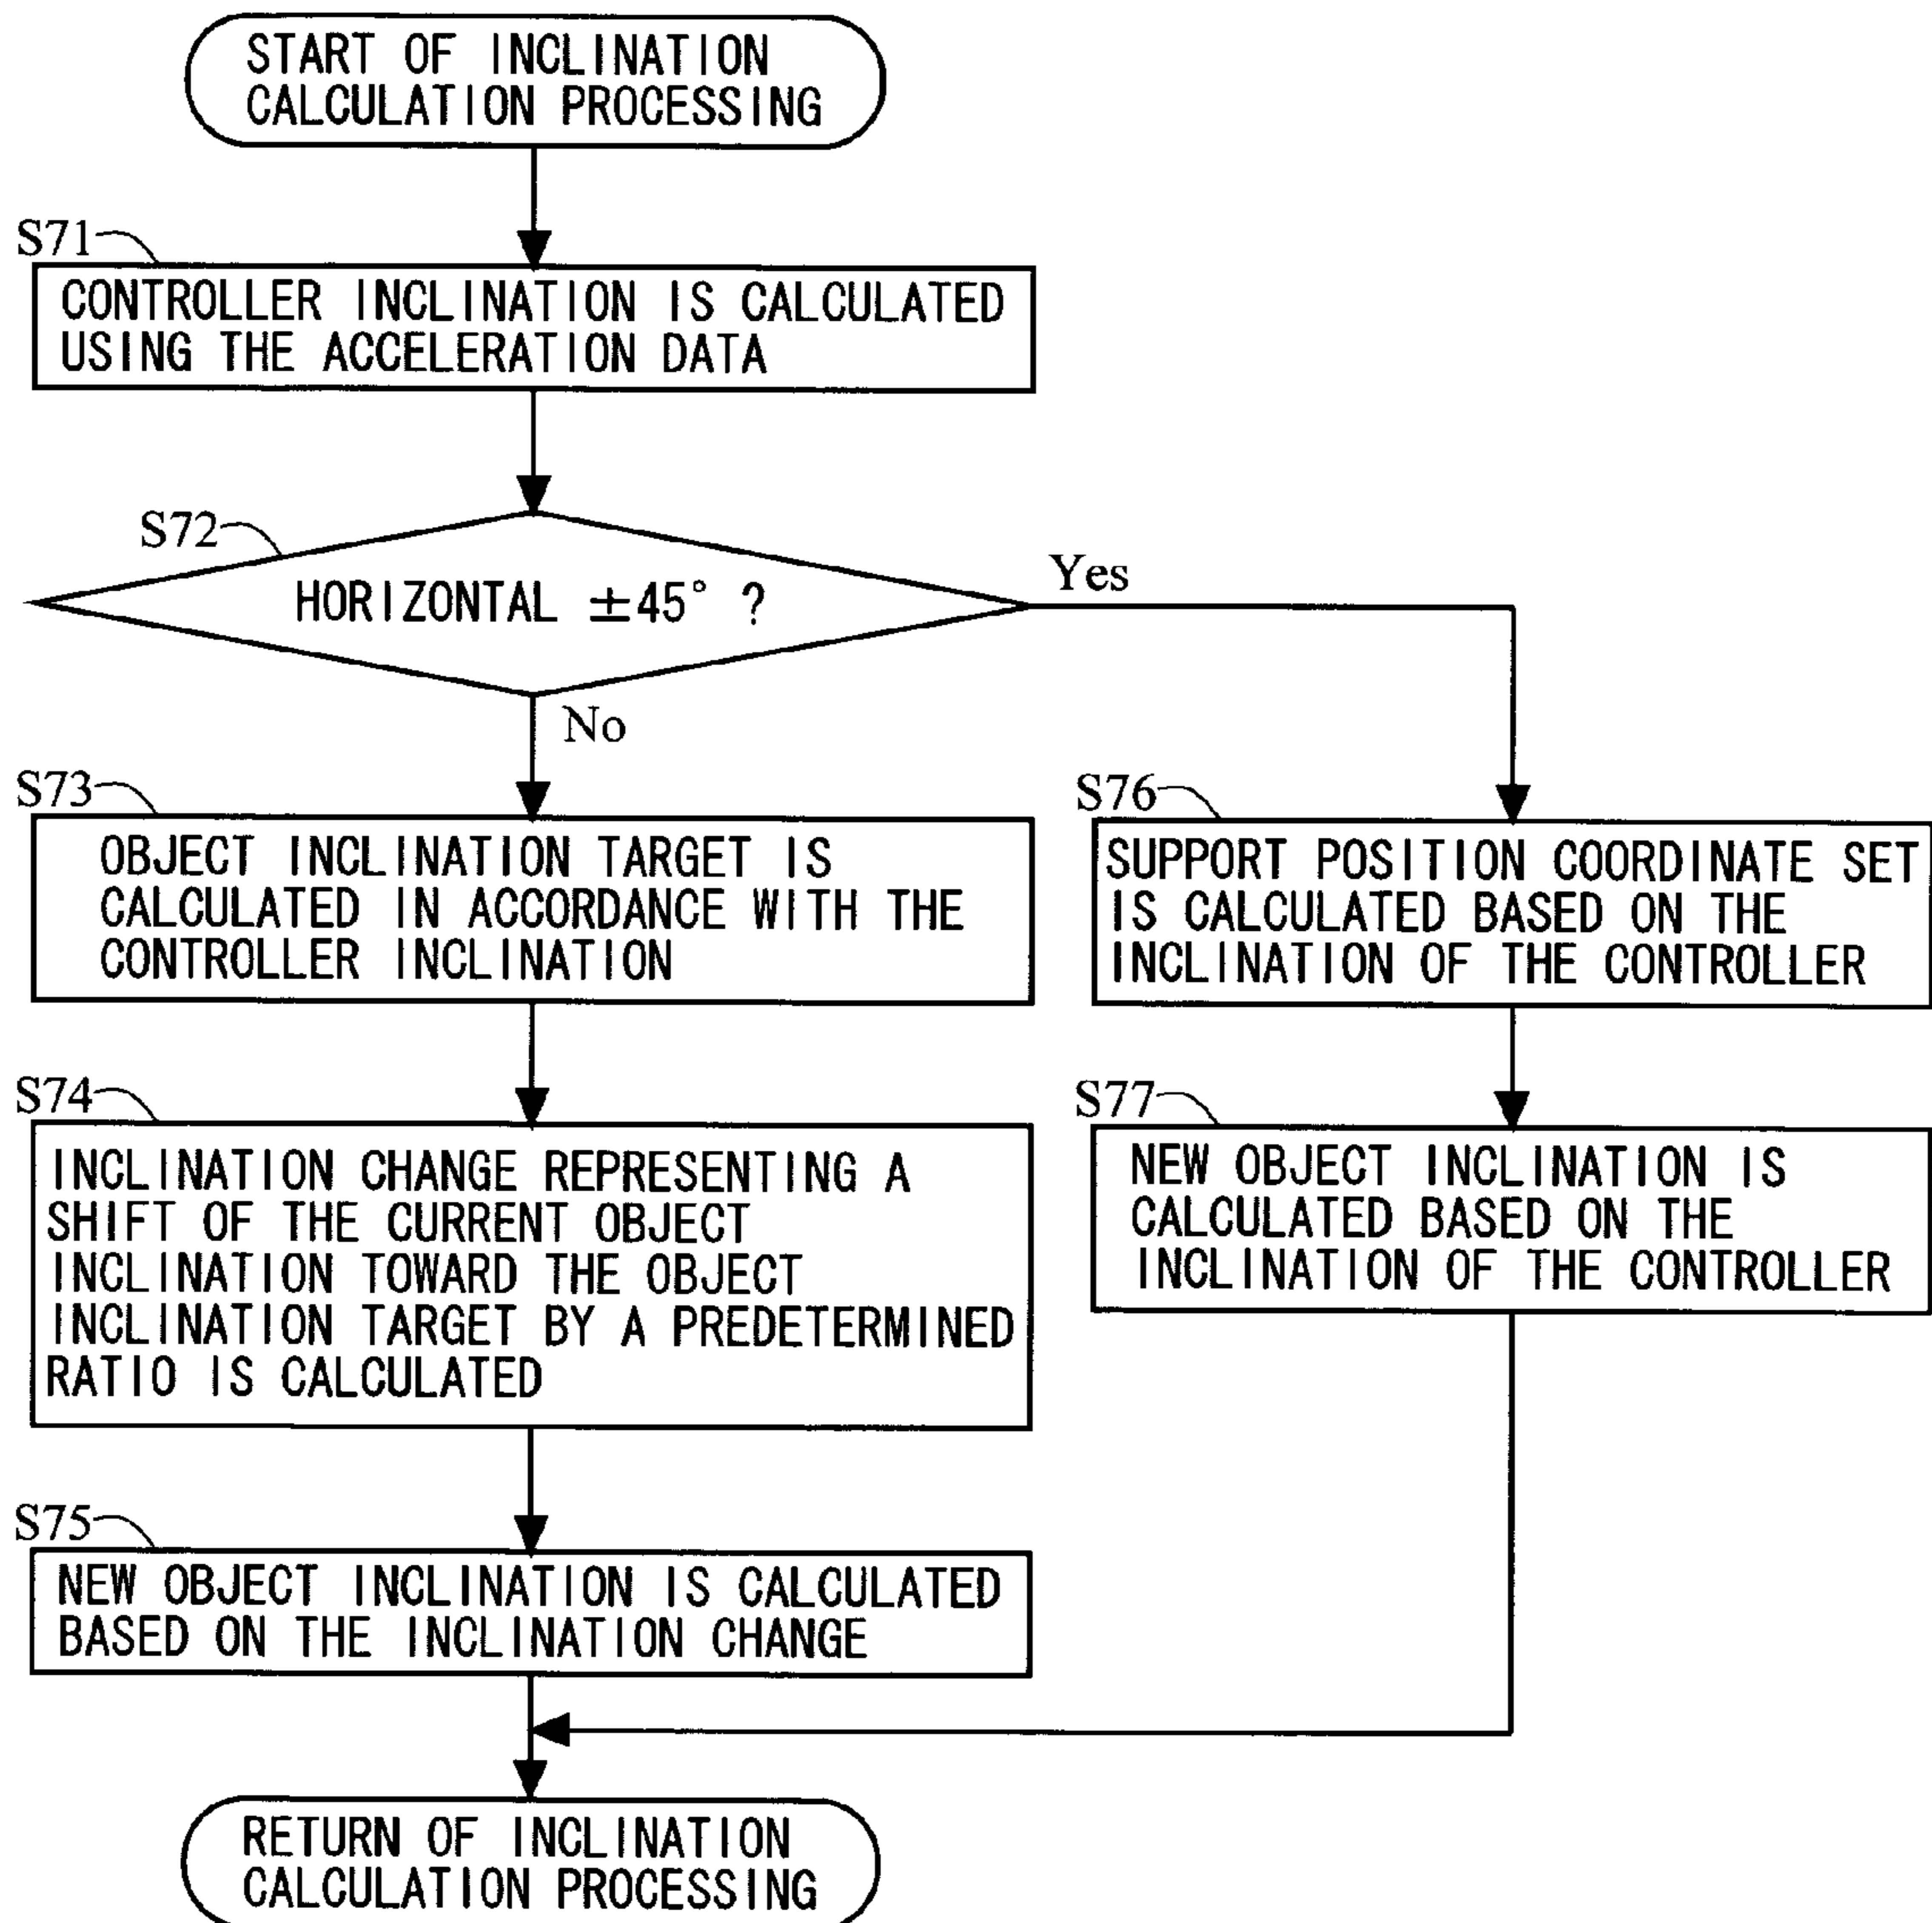 START OF INCLINATION
CALCULATION PROCESSING
S71
CONTROLLER INCLINATION IS CALCULATED
USING THE ACCELERATION DATA
S72
HORIZONTAL ±45° ?
Yes
No
S73
OBJECT INCLINATION TARGET IS
CALCULATED IN ACCORDANCE WITH THE
CONTROLLER INCLINATION
S74
INCLINATION CHANGE REPRESENTING A
SHIFT OF THE CURRENT OBJECT
INCLINATION TOWARD THE OBJECT
INCLINATION TARGET BY A PREDETERMINED
RATIO IS CALCULATED
S75
NEW OBJECT INCLINATION IS CALCULATED
BASED ON THE INCLINATION CHANGE
S76
SUPPORT POSITION COORDINATE SET
IS CALCULATED BASED ON THE
INCLINATION OF THE CONTROLLER
S77
NEW OBJECT INCLINATION IS
CALCULATED BASED ON THE
INCLINATION OF THE CONTROLLER
RETURN OF INCLINATION
CALCULATION PROCESSING